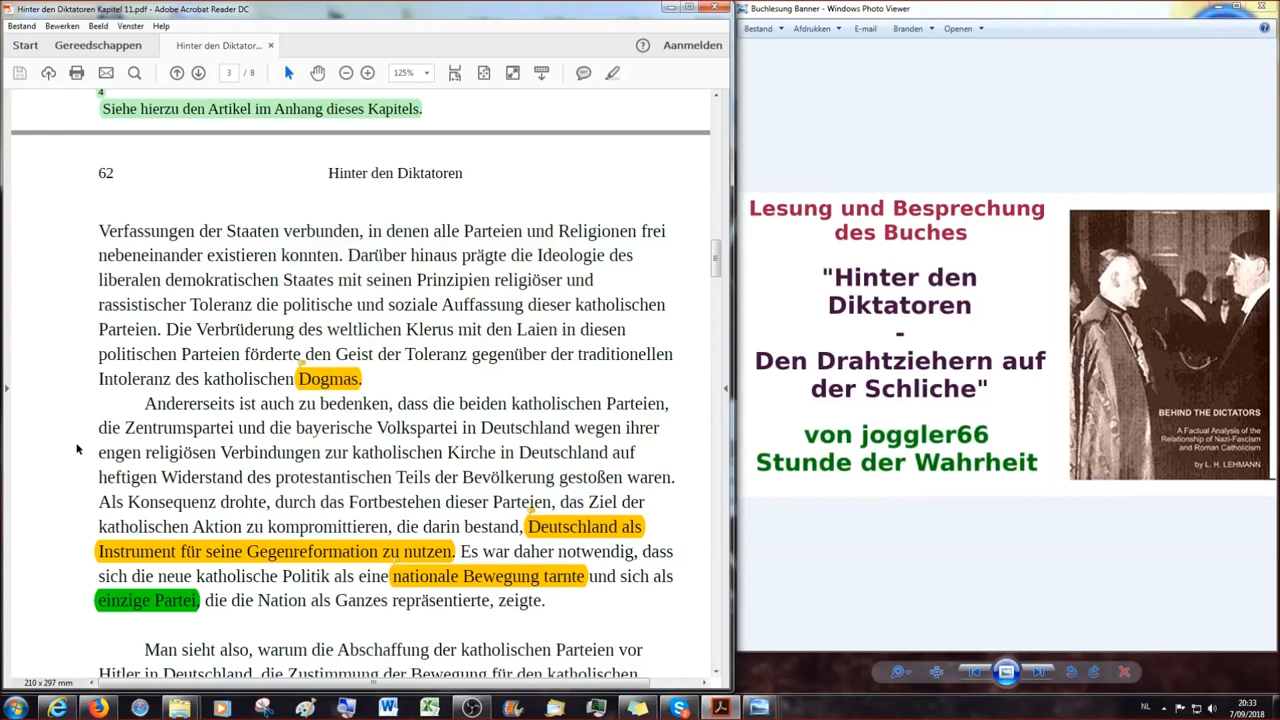 Hinter den Diktatoren Kapitel 11.pdf - Adobe Acrobat Reader DC
Bestand Bewerken Beeld Venster Help
Start Gereedschappen Hinter den Diktator... × Aanmelden
3 / 8 125%
4
Siehe hierzu den Artikel im Anhang dieses Kapitels.
62 Hinter den Diktatoren
Verfassungen der Staaten verbunden, in denen alle Parteien und Religionen frei
nebeneinander existieren konnten. Darüber hinaus prägte die Ideologie des
liberalen demokratischen Staates mit seinen Prinzipien religiöser und
rassistischer Toleranz die politische und soziale Auffassung dieser katholischen
Parteien. Die Verbrüderung des weltlichen Klerus mit den Laien in diesen
politischen Parteien förderte den Geist der Toleranz gegenüber der traditionellen
Intoleranz des katholischen Dogmas.
Andererseits ist auch zu bedenken, dass die beiden katholischen Parteien,
die Zentrumspartei und die bayerische Volkspartei in Deutschland wegen ihrer
engen religiösen Verbindungen zur katholischen Kirche in Deutschland auf
heftigen Widerstand des protestantischen Teils der Bevölkerung gestoßen waren.
Als Konsequenz drohte, durch das Fortbestehen dieser Parteien, das Ziel der
katholischen Aktion zu kompromittieren, die darin bestand, Deutschland als
Instrument für seine Gegenreformation zu nutzen. Es war daher notwendig, dass
sich die neue katholische Politik als eine nationale Bewegung tarnte und sich als
einzige Partei, die die Nation als Ganzes repräsentierte, zeigte.
Man sieht also, warum die Abschaffung der katholischen Parteien vor
Hitler in Deutschland, die Zustimmung der Bewegung für den katholischen
210 x 297 mm
Buchlesung Banner - Windows Photo Viewer
Bestand Afdrukken E-mail Branden Openen
Lesung und Besprechung
des Buches
"Hinter den
Diktatoren
-
Den Drahtziehern auf
der Schliche"
von joggler66
Stunde der Wahrheit
BEHIND THE DICTATORS
A Factual Analysis of the
Relationship of Nazi-Fascism
and Roman Catholicism
by L. H. LEHMANN
NL
20:33
7/09/2018